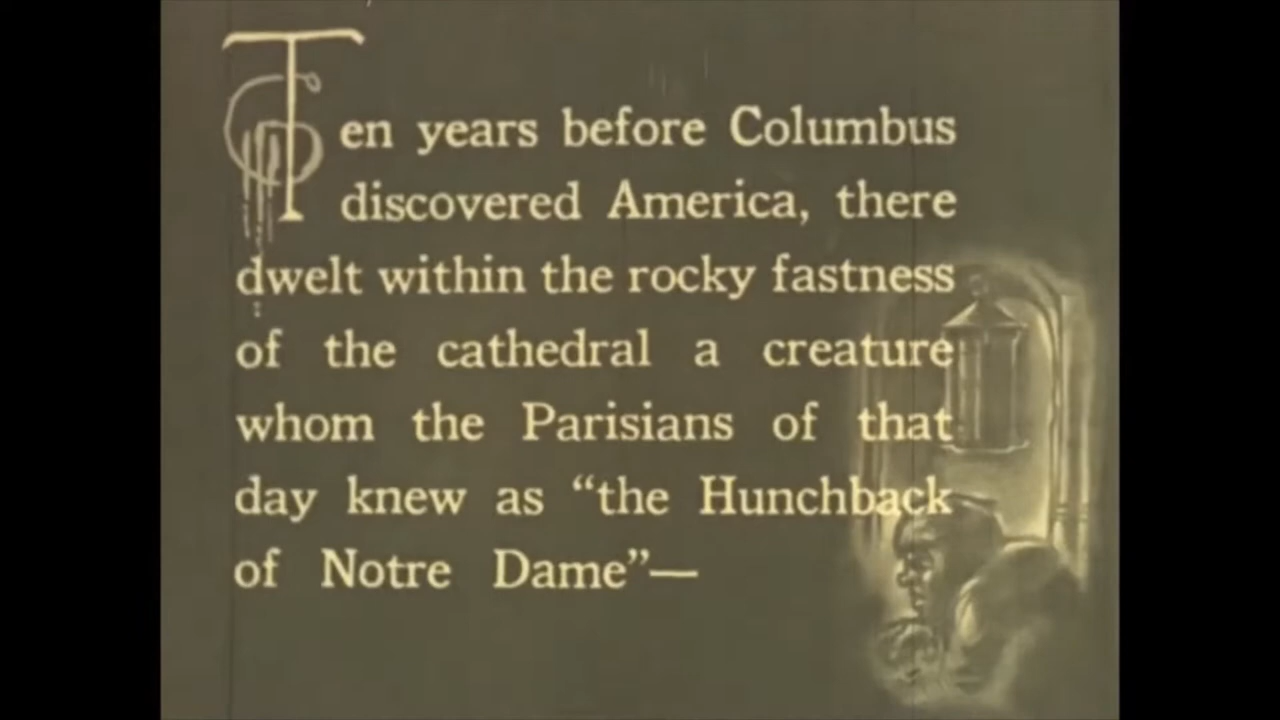 Ten years before Columbus
discovered America, there
dwelt within the rocky fastness
of the cathedral a creature
whom the Parisians of that
day knew as “the Hunchback
of Notre Dame”—